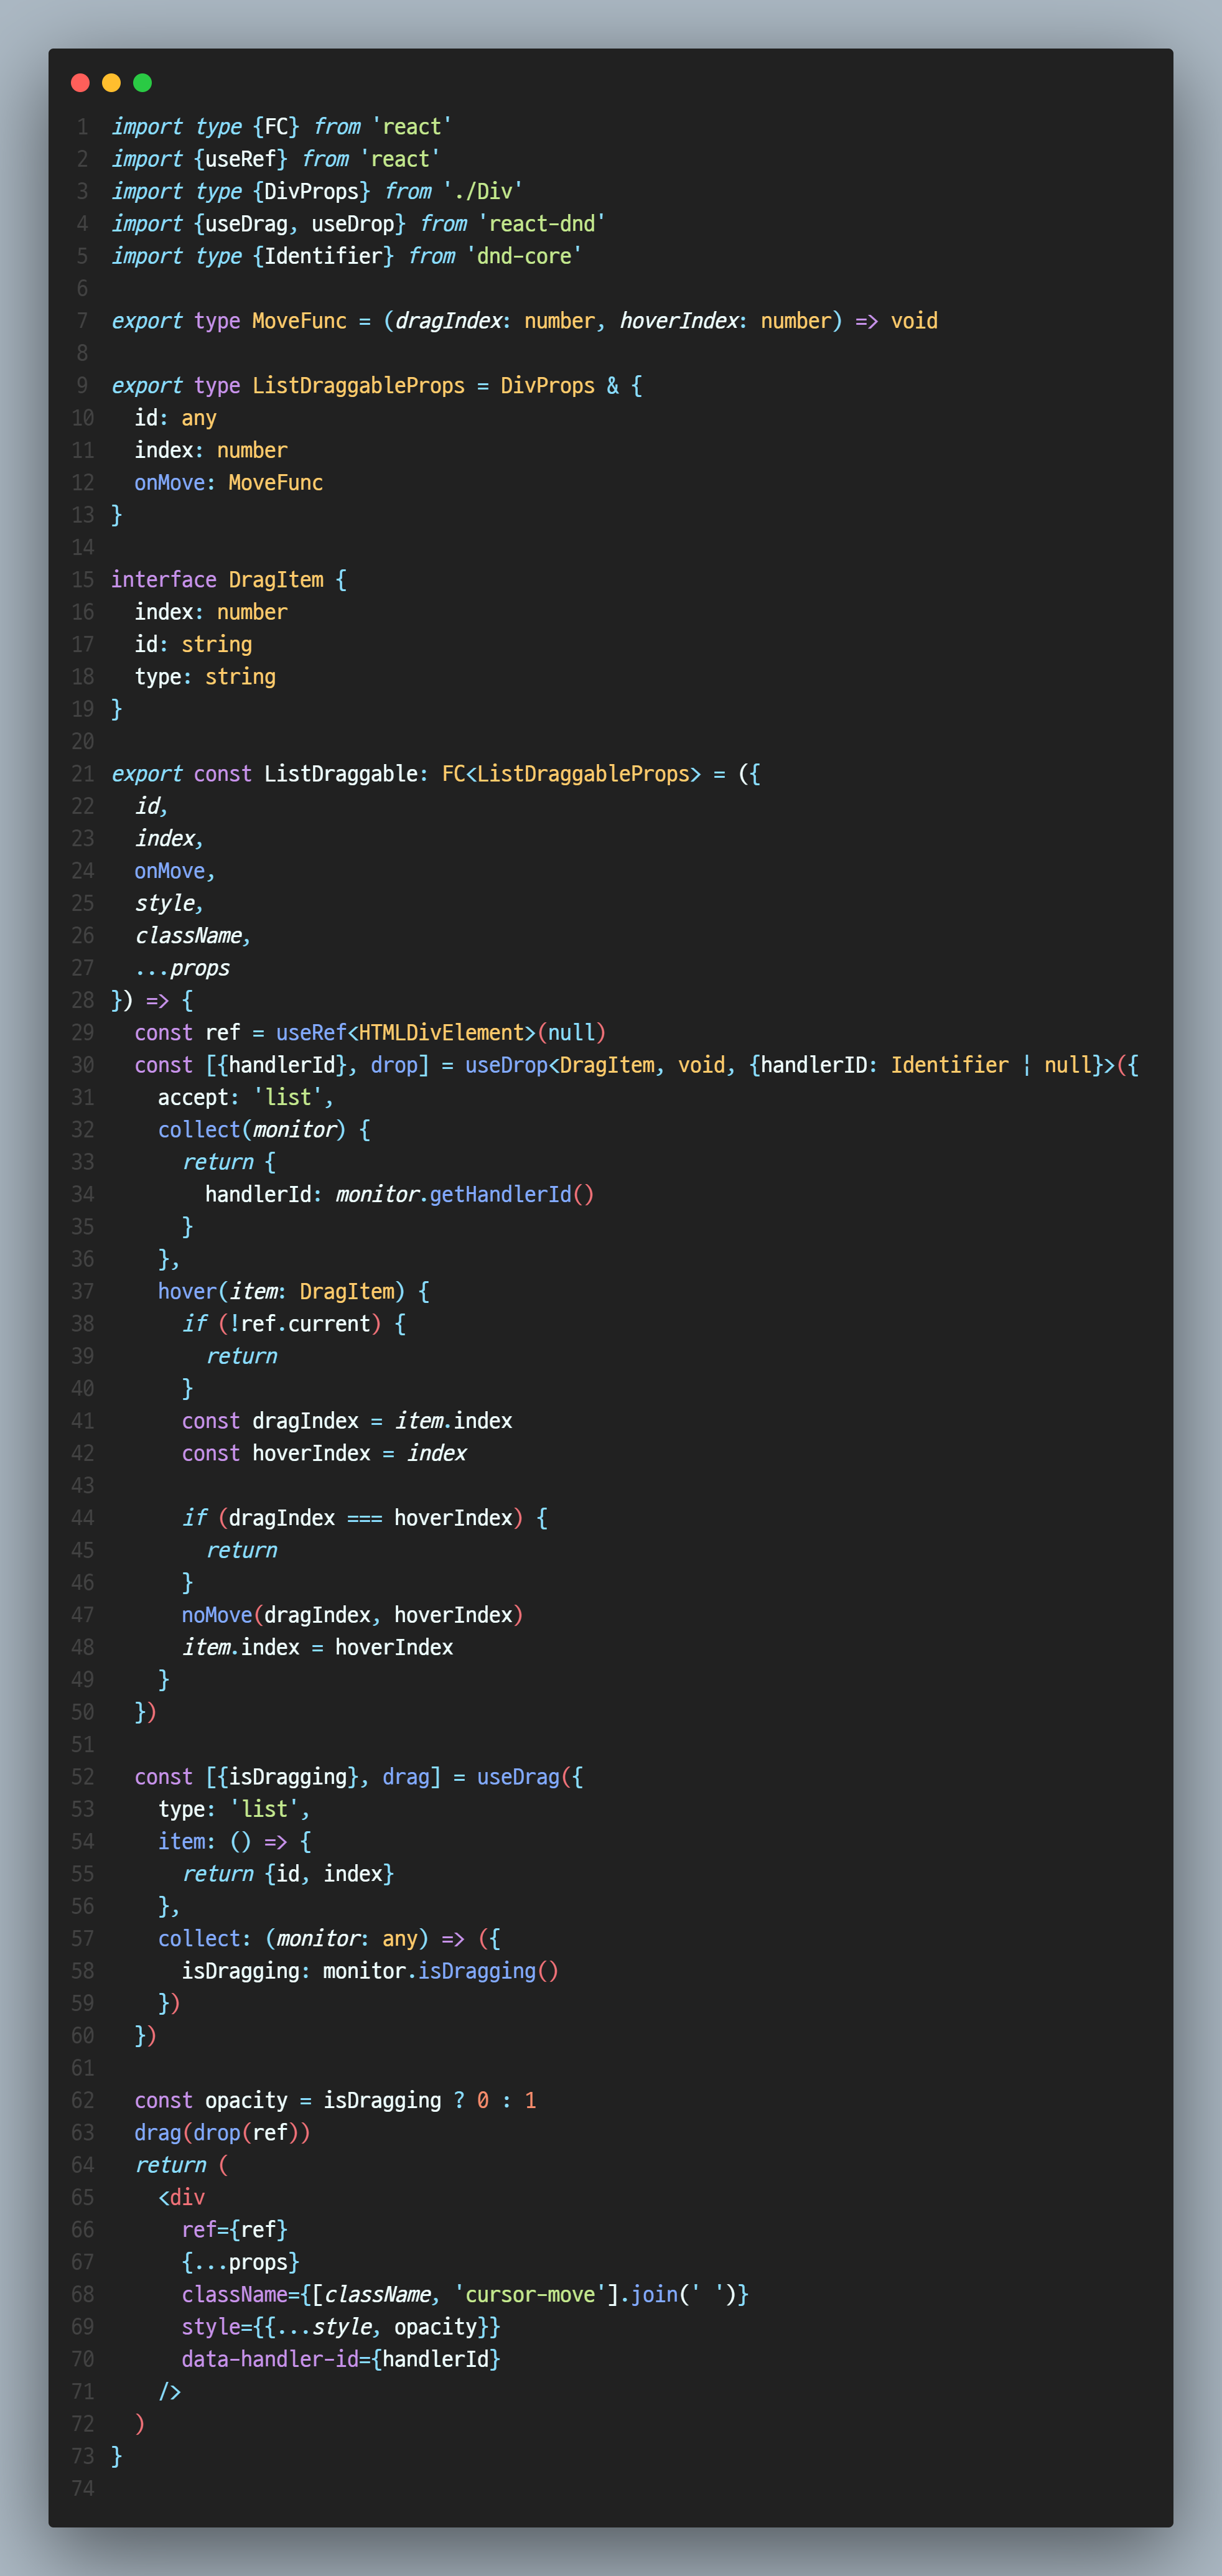 1 import type {FC} from 'react'
2 import {useRef} from 'react'
3 import type {DivProps} from './Div'
4 import {useDrag, useDrop} from 'react-dnd'
5 import type {Identifier} from 'dnd-core'
6
7 export type MoveFunc = (dragIndex: number, hoverIndex: number) => void
8
9 export type ListDraggableProps = DivProps & {
10   id: any
11   index: number
12   onMove: MoveFunc
13 }
14
15 interface DragItem {
16   index: number
17   id: string
18   type: string
19 }
20
21 export const ListDraggable: FC<ListDraggableProps> = ({
22   id,
23   index,
24   onMove,
25   style,
26   className,
27   ...props
28 }) => {
29   const ref = useRef<HTMLDivElement>(null)
30   const [{handlerId}, drop] = useDrop<DragItem, void, {handlerID: Identifier | null}>({
31     accept: 'list',
32     collect(monitor) {
33       return {
34         handlerId: monitor.getHandlerId()
35       }
36     },
37     hover(item: DragItem) {
38       if (!ref.current) {
39         return
40       }
41       const dragIndex = item.index
42       const hoverIndex = index
43
44       if (dragIndex === hoverIndex) {
45         return
46       }
47       noMove(dragIndex, hoverIndex)
48       item.index = hoverIndex
49     }
50   })
51
52   const [{isDragging}, drag] = useDrag({
53     type: 'list',
54     item: () => {
55       return {id, index}
56     },
57     collect: (monitor: any) => ({
58       isDragging: monitor.isDragging()
59     })
60   })
61
62   const opacity = isDragging ? 0 : 1
63   drag(drop(ref))
64   return (
65     <div
66       ref={ref}
67       {...props}
68       className={[className, 'cursor-move'].join(' ')}
69       style={{...style, opacity}}
70       data-handler-id={handlerId}
71     />
72   )
73 }
74